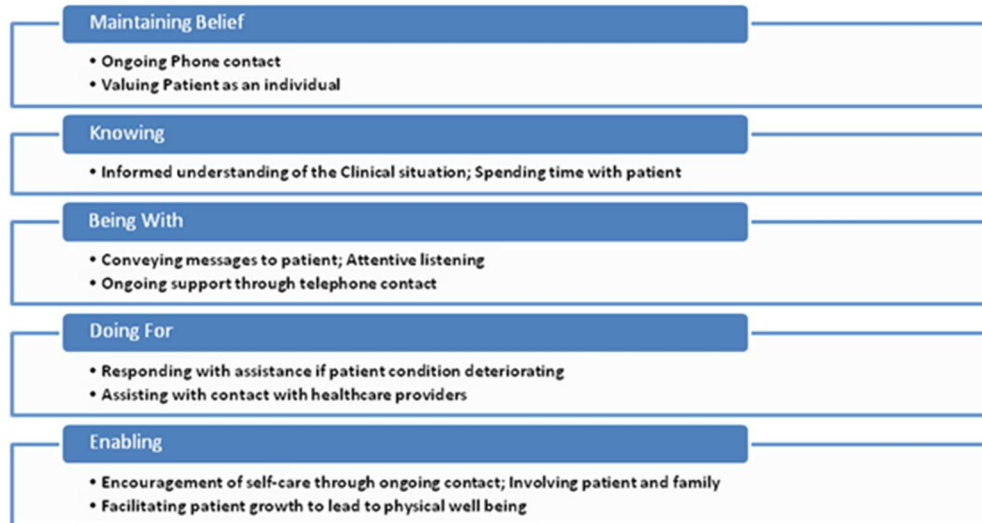 Maintaining Belief
• Ongoing Phone contact
• Valuing Patient as an individual
Knowing
• Informed understanding of the Clinical situation; Spending time with patient
Being With
• Conveying messages to patient; Attentive listening
• Ongoing support through telephone contact
Doing For
• Responding with assistance if patient condition deteriorating
• Assisting with contact with healthcare providers
Enabling
• Encouragement of self-care through ongoing contact; Involving patient and family
• Facilitating patient growth to lead to physical well being